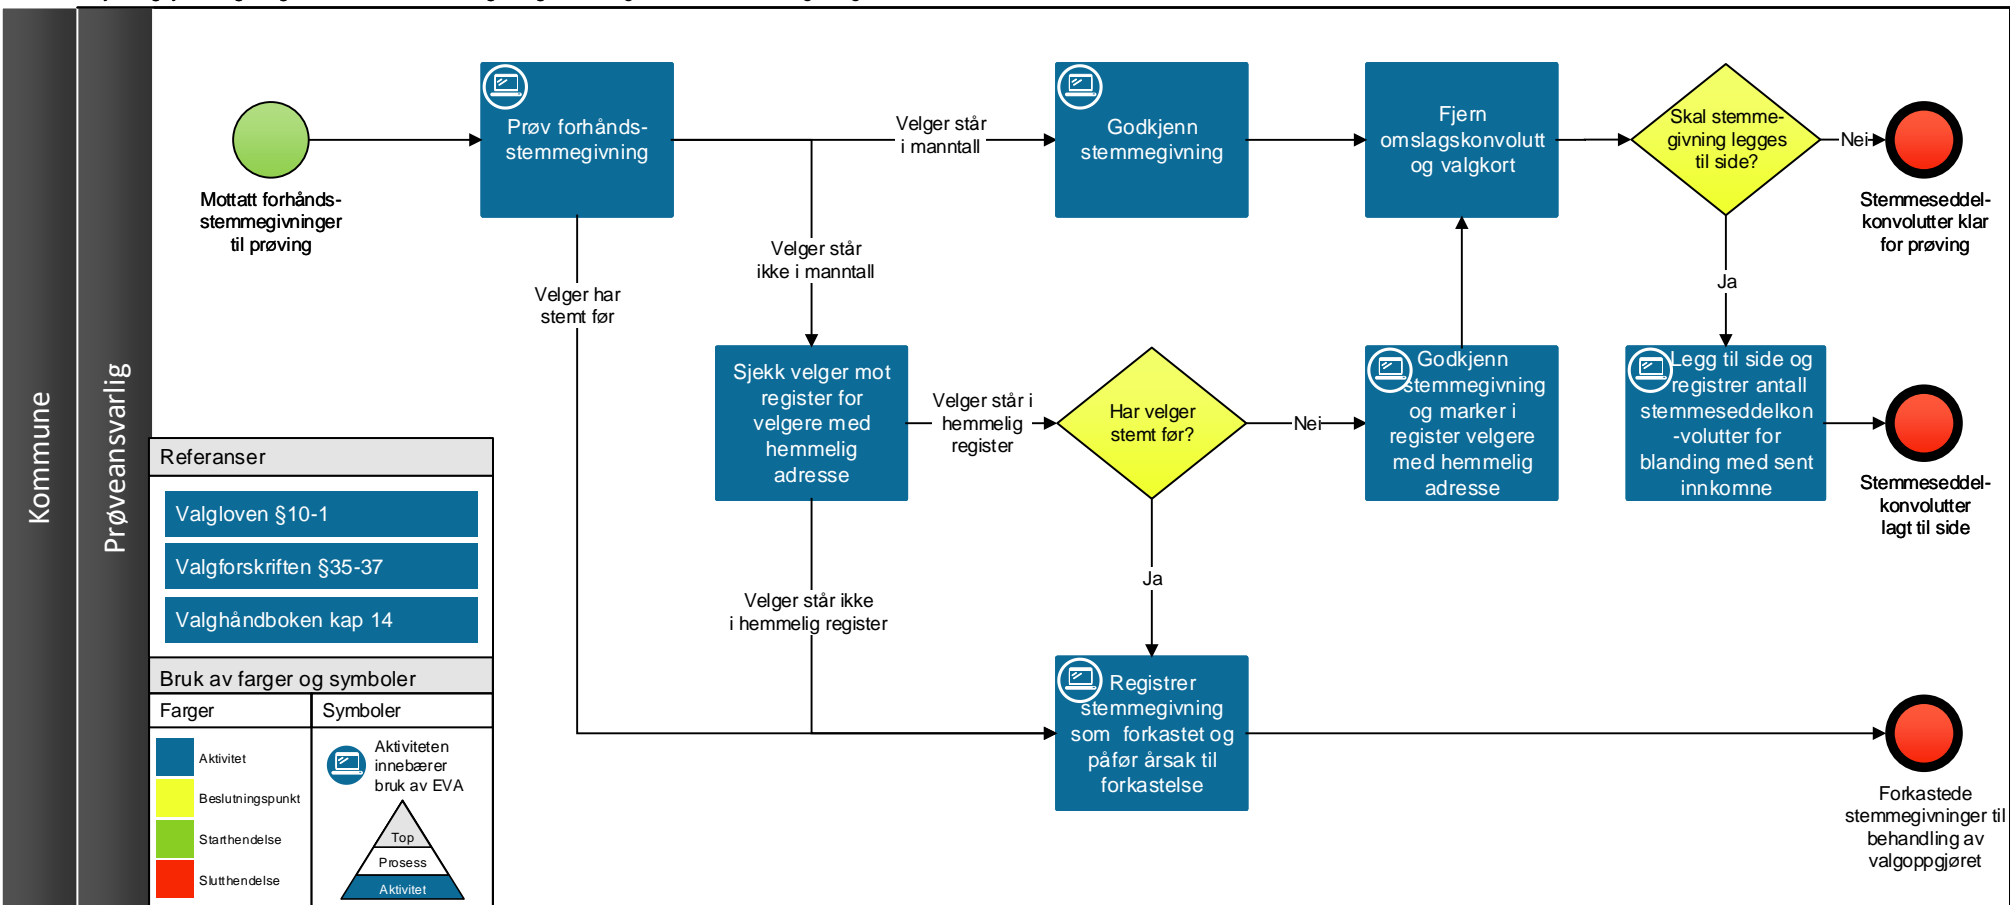 Kommune
Prøveansvarlig
Mottatt forhånds-
stemmegivninger
til prøving
Prøv forhånds-
stemmegivning
Velger står
i manntall
Godkjenn
stemmegivning
Fjern
omslagskonvolutt
og valgkort
Skal stemme-
givning legges
til side?
Nei
Stemmeseddel-
konvolutter klar
for prøving
Velger står
ikke i manntall
Velger har
stemt før
Ja
Sjekk velger mot
register for
velgere med
hemmelig
adresse
Velger står i
hemmelig
register
Har velger
stemt før?
Nei
Godkjenn
stemmegivning
og marker i
register velgere
med hemmelig
adresse
Legg til side og
registrer antall
stemmeseddelkon
-volutter for
blanding med sent
innkomne
Stemmeseddel-
konvolutter
lagt til side
Velger står ikke
i hemmelig register
Ja
Registrer
stemmegivning
som forkastet og
påfør årsak til
forkastelse
Forkastede
stemmegivninger til
behandling av
valgoppgjøret
Referanser
Valgloven §10-1
Valgforskriften §35-37
Valghåndboken kap 14
Bruk av farger og symboler
Farger
Symboler
Aktivitet
Beslutningspunkt
Starthendelse
Slutthendelse
Aktiviteten
innebærer
bruk av EVA
Top
Prosess
Aktivitet